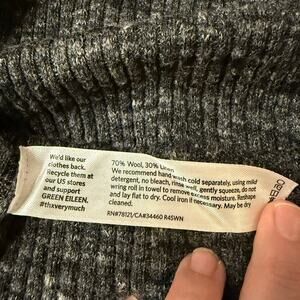 We'd like our
clothes back.
Recycle them at
our US stores
and support
GREEN EILEEN.
#thxverymuch
70% Wool, 30% Linen
We recommend hand wash cold separately, using mild
detergent, no bleach, rinse well, gently squeeze, do not
wring roll in towel to remove excess moisture. Reshape
and lay flat to dry. Cool iron if necessary. May be dry
cleaned.
RN#78121/CA#34460 R4SWN